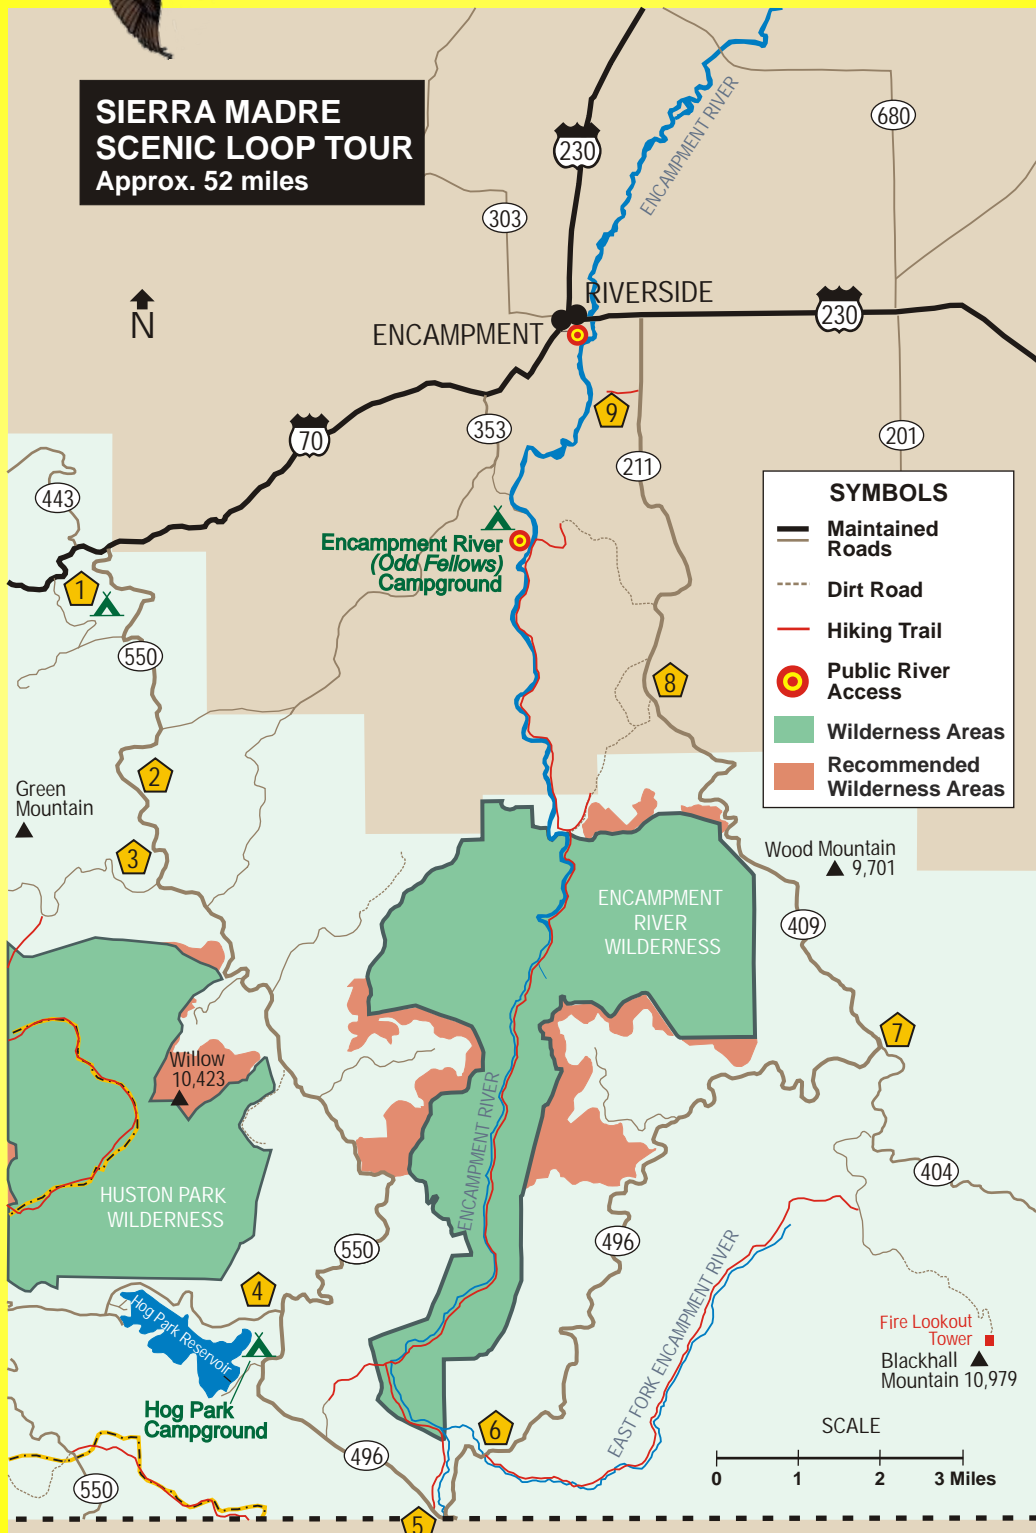 SIERRA MADRE
SCENIC LOOP TOUR
Approx. 52 miles
N
ENCAMPMENT RIVER
680
230
303
RIVERSIDE
ENCAMPMENT
230
70
353
9
201
211
443
SYMBOLS
Maintained
Roads
Dirt Road
Hiking Trail
Public River
Access
Wilderness Areas
Recommended
Wilderness Areas
Encampment River
(Odd Fellows)
Campground
1
550
8
2
Green
Mountain
3
Wood Mountain
9,701
ENCAMPMENT
RIVER
WILDERNESS
409
7
Willow
10,423
ENCAMPMENT RIVER
404
HUSTON PARK
WILDERNESS
550
496
4
Hog Park Reservoir
EAST FORK ENCAMPMENT RIVER
Fire Lookout
Tower
Blackhall
Mountain 10,979
Hog Park
Campground
6
SCALE
496
0 1 2 3 Miles
550
5